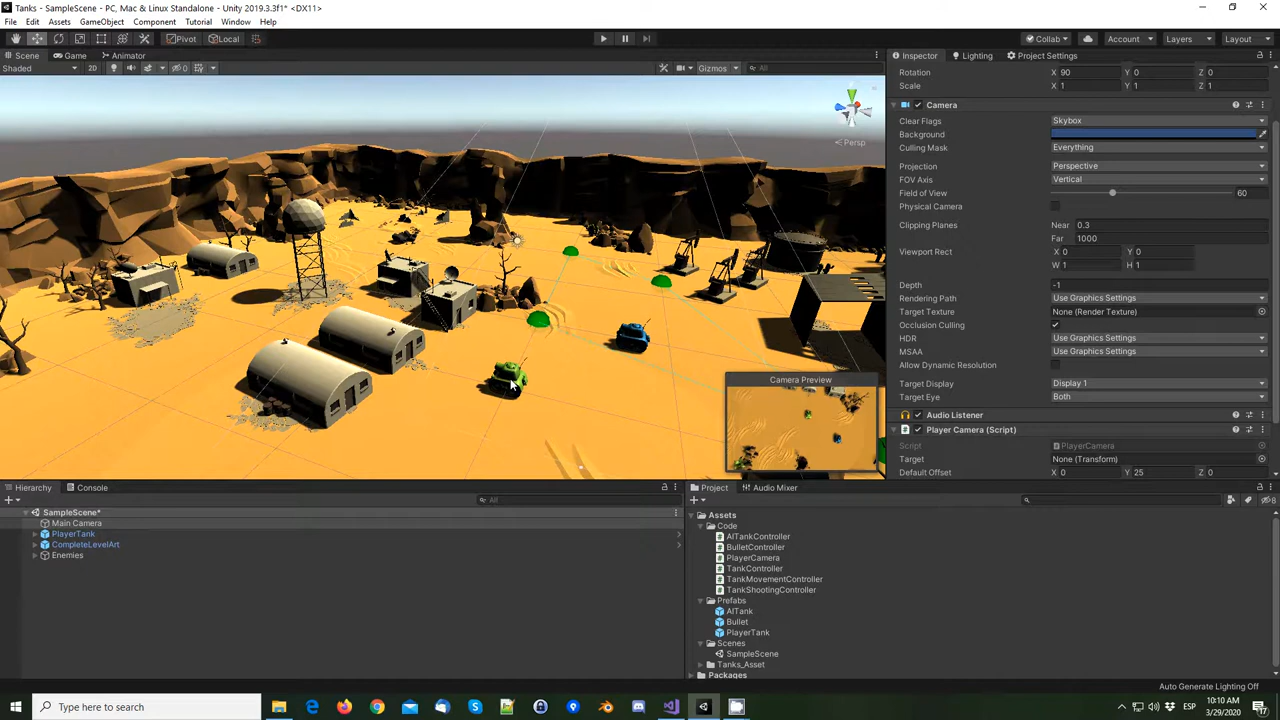 Tanks - SampleScene - PC, Mac & Linux Standalone - Unity 2019.3.3f1* <DX11>
File Edit Assets GameObject Component Tutorial Window Help
Pivot Local Collab Account Layers Layout
Scene Game Animator
Shaded 2D 0 Gizmos All
Persp
Camera Preview
Inspector Lighting Project Settings
Rotation X 90 Y 0 Z 0
Scale X 1 Y 1 Z 1
Camera
Clear Flags Skybox
Background
Culling Mask Everything
Projection Perspective
FOV Axis Vertical
Field of View 60
Physical Camera
Clipping Planes Near 0.3
Far 1000
Viewport Rect X 0 Y 0
W 1 H 1
Depth -1
Rendering Path Use Graphics Settings
Target Texture None (Render Texture)
Occlusion Culling
HDR Use Graphics Settings
MSAA Use Graphics Settings
Allow Dynamic Resolution
Target Display Display 1
Target Eye Both
Audio Listener
Player Camera (Script)
Script PlayerCamera
Target None (Transform)
Default Offset X 0 Y 25 Z 0
Hierarchy Console
All
SampleScene*
Main Camera
PlayerTank
CompleteLevelArt
Enemies
Project Audio Mixer
8
Assets
Code
AITankController
BulletController
PlayerCamera
TankController
TankMovementController
TankShootingController
Prefabs
AITank
Bullet
PlayerTank
Scenes
SampleScene
Tanks_Asset
Packages
Auto Generate Lighting Off
Type here to search
ESP
10:10 AM
3/29/2020